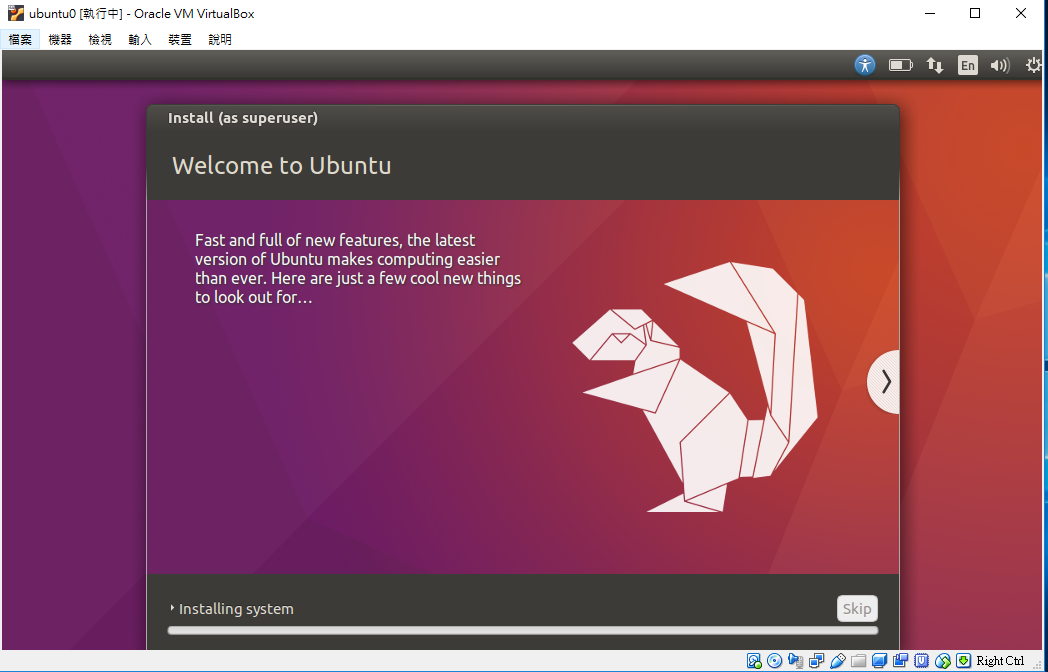 ubuntu0 [執行中] - Oracle VM VirtualBox
檔案 機器 檢視 輸入 裝置 說明
En
Install (as superuser)
Welcome to Ubuntu
Fast and full of new features, the latest
version of Ubuntu makes computing easier
than ever. Here are just a few cool new things
to look out for…
Installing system
Skip
Right Ctrl